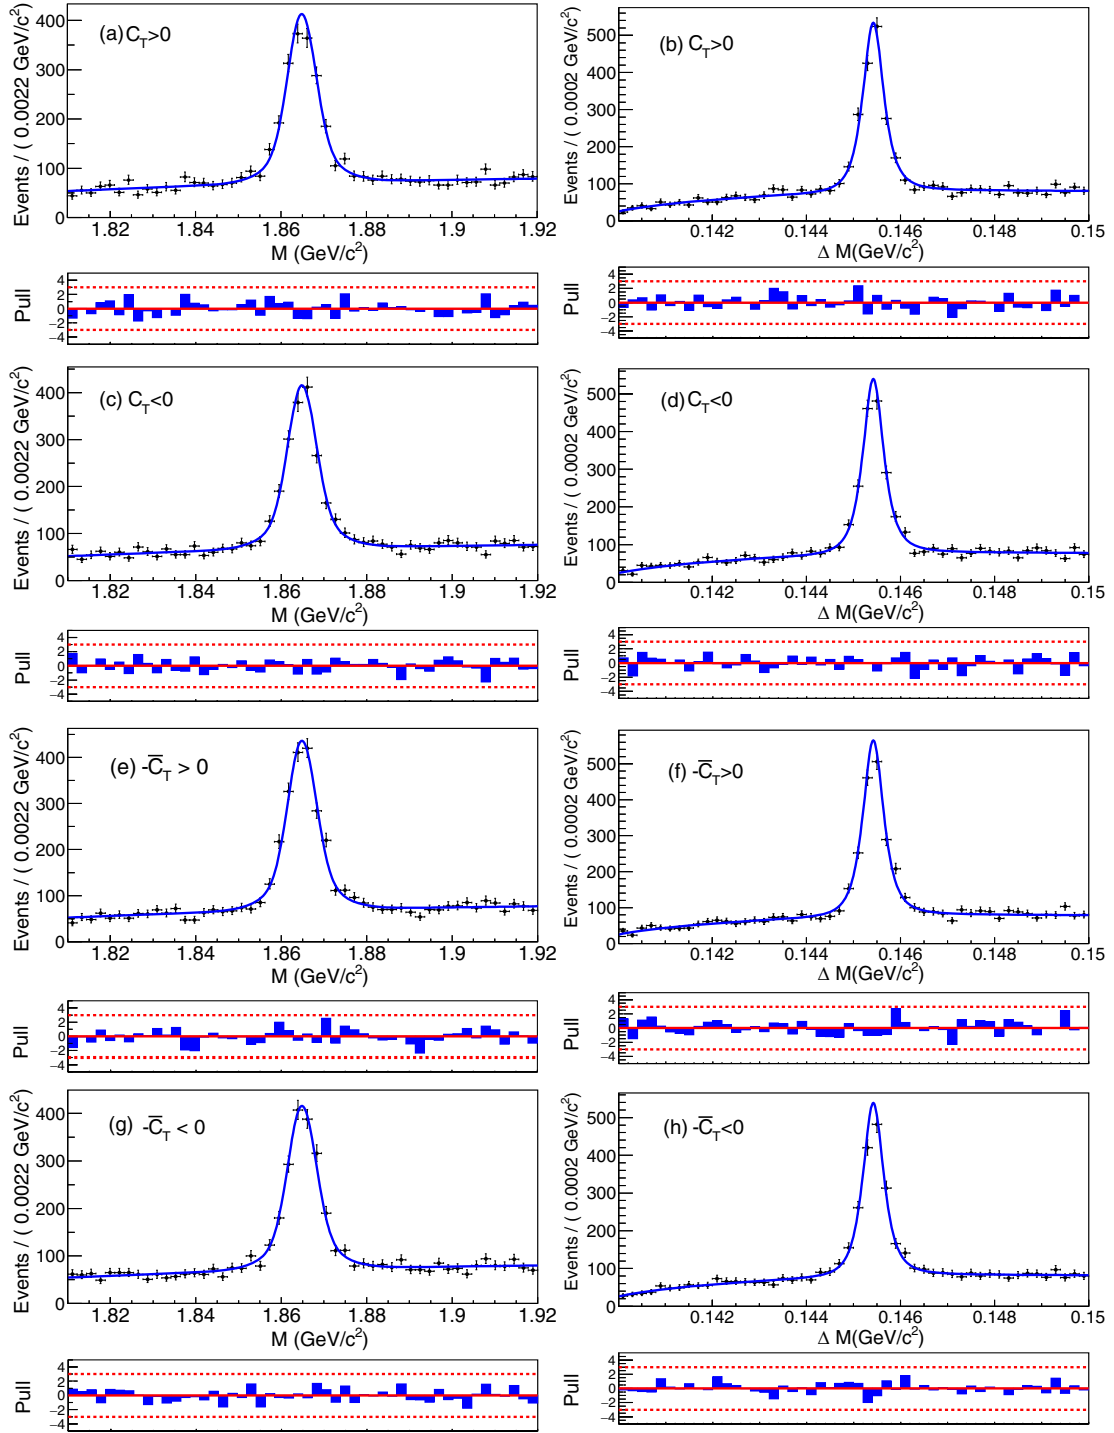 Events / ( 0.0022 GeV/c²)
400
300
200
100
0
(a) C_T>0
1.82 1.84 1.86 1.88 1.9 1.92
M (GeV/c²)
Pull
4
2
0
−2
−4
Events / ( 0.0002 GeV/c²)
500
400
300
200
100
0
(b) C_T>0
0.142 0.144 0.146 0.148 0.15
Δ M(GeV/c²)
Pull
4
2
0
−2
−4
Events / ( 0.0022 GeV/c²)
400
300
200
100
0
(c) C_T<0
1.82 1.84 1.86 1.88 1.9 1.92
M (GeV/c²)
Pull
4
2
0
−2
−4
Events / ( 0.0002 GeV/c²)
500
400
300
200
100
0
(d) C_T<0
0.142 0.144 0.146 0.148 0.15
Δ M(GeV/c²)
Pull
4
2
0
−2
−4
Events / ( 0.0022 GeV/c²)
400
300
200
100
0
(e) -C̅_T > 0
1.82 1.84 1.86 1.88 1.9 1.92
M (GeV/c²)
Pull
4
2
0
−2
−4
Events / ( 0.0002 GeV/c²)
500
400
300
200
100
0
(f) -C̅_T>0
0.142 0.144 0.146 0.148 0.15
Δ M(GeV/c²)
Pull
4
2
0
−2
−4
Events / ( 0.0022 GeV/c²)
400
300
200
100
0
(g) -C̅_T < 0
1.82 1.84 1.86 1.88 1.9 1.92
M (GeV/c²)
Pull
4
2
0
−2
−4
Events / ( 0.0002 GeV/c²)
500
400
300
200
100
0
(h) -C̅_T<0
0.142 0.144 0.146 0.148 0.15
Δ M(GeV/c²)
Pull
4
2
0
−2
−4